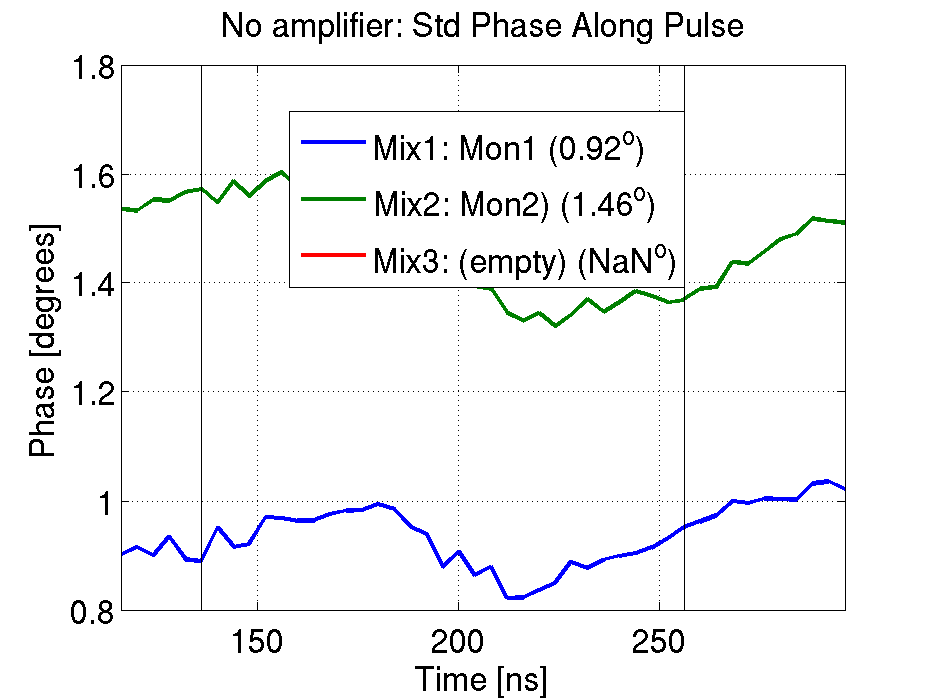 No amplifier: Std Phase Along Pulse
1.8
1.6
1.4
1.2
1
0.8
Phase [degrees]
Mix1: Mon1 (0.92°)
Mix2: Mon2) (1.46°)
Mix3: (empty) (NaN°)
150 200 250
Time [ns]